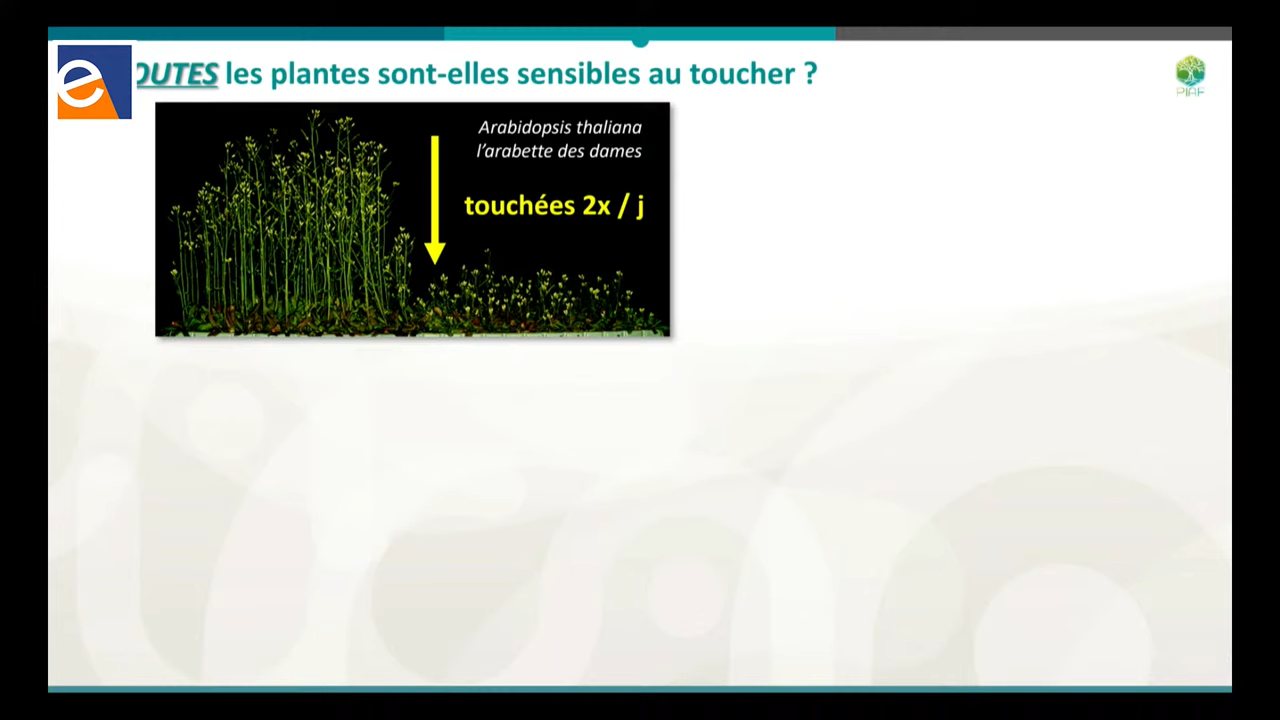 OUTES les plantes sont-elles sensibles au toucher ?
PIAF
Arabidopsis thaliana
l'arabette des dames
touchées 2x / j